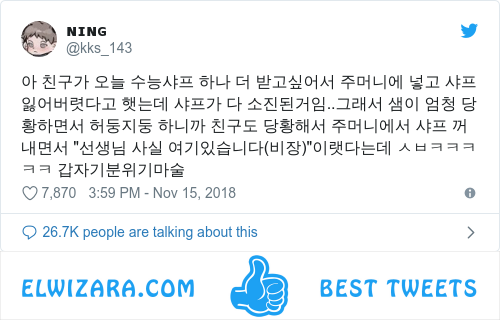 NING
@kks_143
아 친구가 오늘 수능샤프 하나 더 받고싶어서 주머니에 넣고 샤프
잃어버렷다고 햇는데 샤프가 다 소진된거임..그래서 샘이 엄청 당
황하면서 허둥지둥 하니까 친구도 당황해서 주머니에서 샤프 꺼
내면서 "선생님 사실 여기있습니다(비장)"이랫다는데 ㅅㅂㅋㅋㅋ
ㅋㅋ 갑자기분위기마술
7,870 3:59 PM - Nov 15, 2018
26.7K people are talking about this
ELWIZARA.COM BEST TWEETS